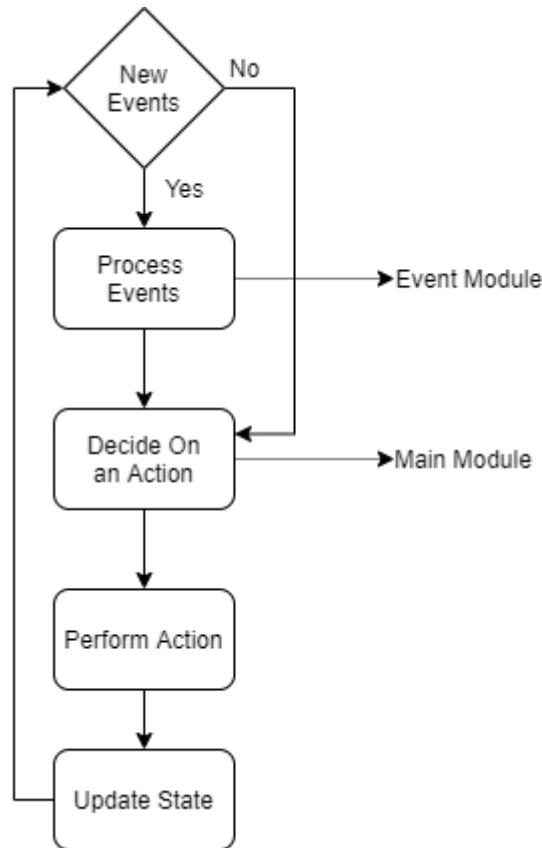 New
Events
No
Yes
Process
Events
Event Module
Decide On
an Action
Main Module
Perform Action
Update State